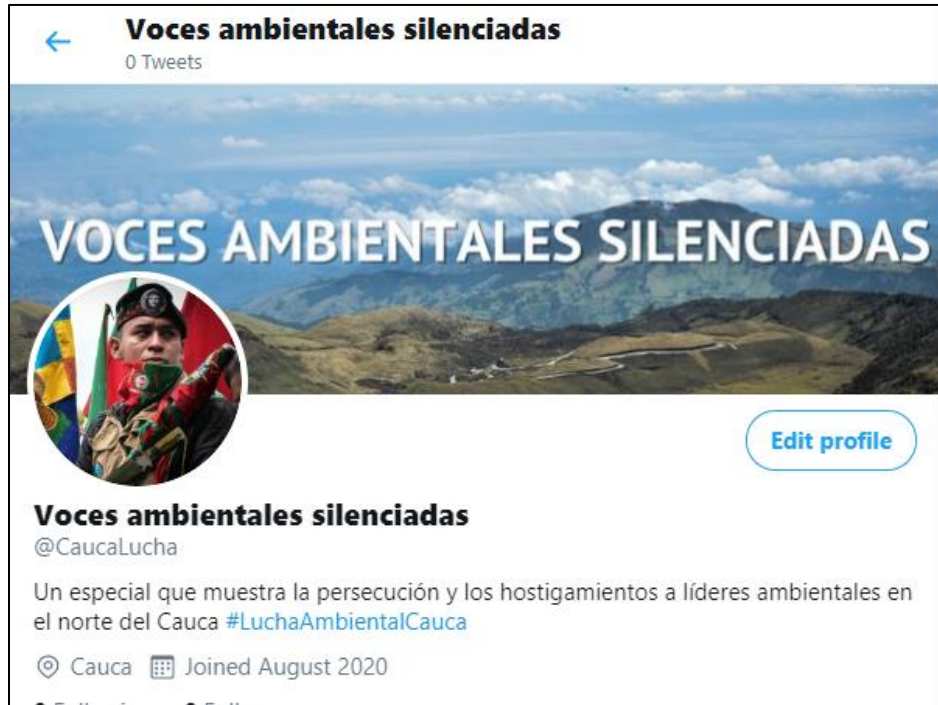 Voces ambientales silenciadas
0 Tweets
VOCES AMBIENTALES SILENCIADAS
Edit profile
Voces ambientales silenciadas
@CaucaLucha
Un especial que muestra la persecución y los hostigamientos a líderes ambientales en
el norte del Cauca #LuchaAmbientalCauca
Cauca Joined August 2020